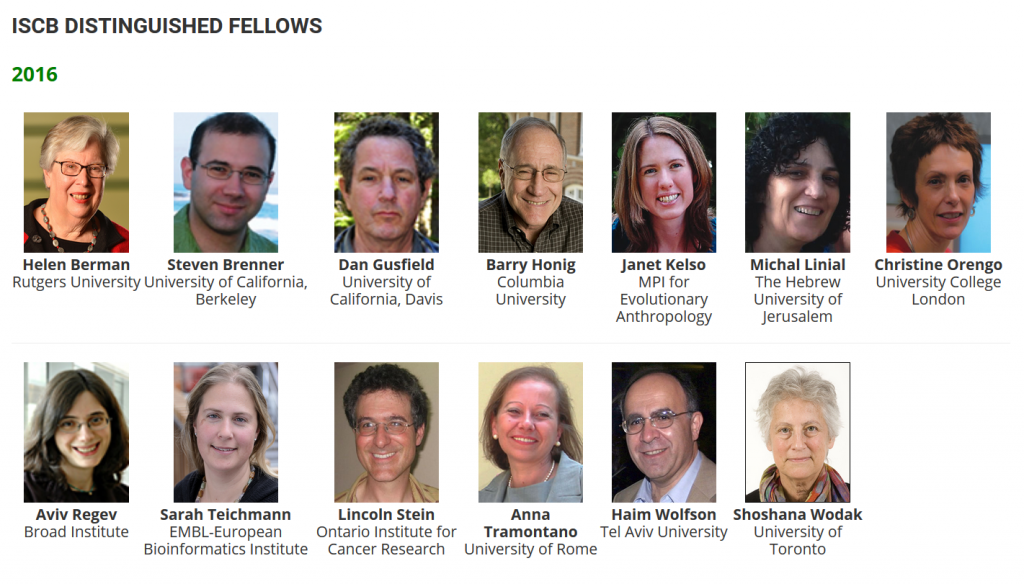 ISCB DISTINGUISHED FELLOWS
2016
Helen Berman
Rutgers University
Steven Brenner
University of California,
Berkeley
Dan Gusfield
University of
California, Davis
Barry Honig
Columbia
University
Janet Kelso
MPI for
Evolutionary
Anthropology
Michal Linial
The Hebrew
University of
Jerusalem
Christine Orengo
University College
London
Aviv Regev
Broad Institute
Sarah Teichmann
EMBL-European
Bioinformatics Institute
Lincoln Stein
Ontario Institute for
Cancer Research
Anna
Tramontano
University of Rome
Haim Wolfson
Tel Aviv University
Shoshana Wodak
University of
Toronto